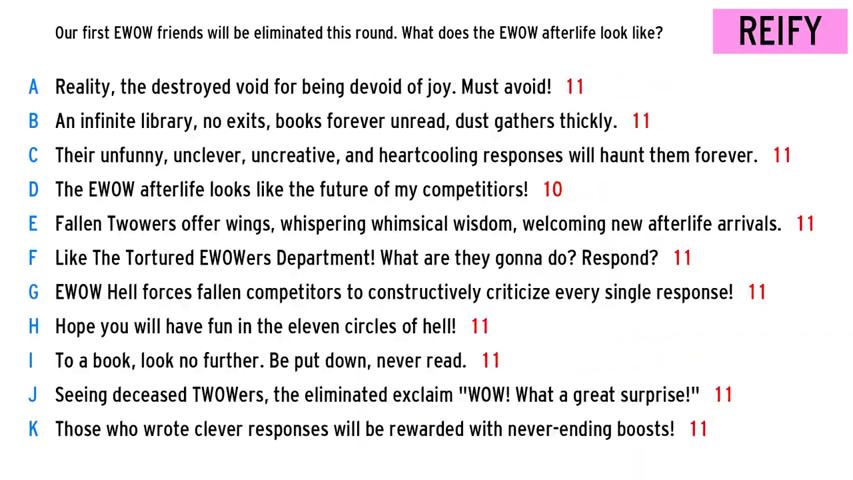 Our first EWOW friends will be eliminated this round. What does the EWOW afterlife look like?
REIFY
A Reality, the destroyed void for being devoid of joy. Must avoid! 11
B An infinite library, no exits, books forever unread, dust gathers thickly. 11
C Their unfunny, unclever, uncreative, and heartcooling responses will haunt them forever. 11
D The EWOW afterlife looks like the future of my competitiors! 10
E Fallen Twowers offer wings, whispering whimsical wisdom, welcoming new afterlife arrivals. 11
F Like The Tortured EWOWers Department! What are they gonna do? Respond? 11
G EWOW Hell forces fallen competitors to constructively criticize every single response! 11
H Hope you will have fun in the eleven circles of hell! 11
I To a book, look no further. Be put down, never read. 11
J Seeing deceased TWOWers, the eliminated exclaim "WOW! What a great surprise!" 11
K Those who wrote clever responses will be rewarded with never-ending boosts! 11